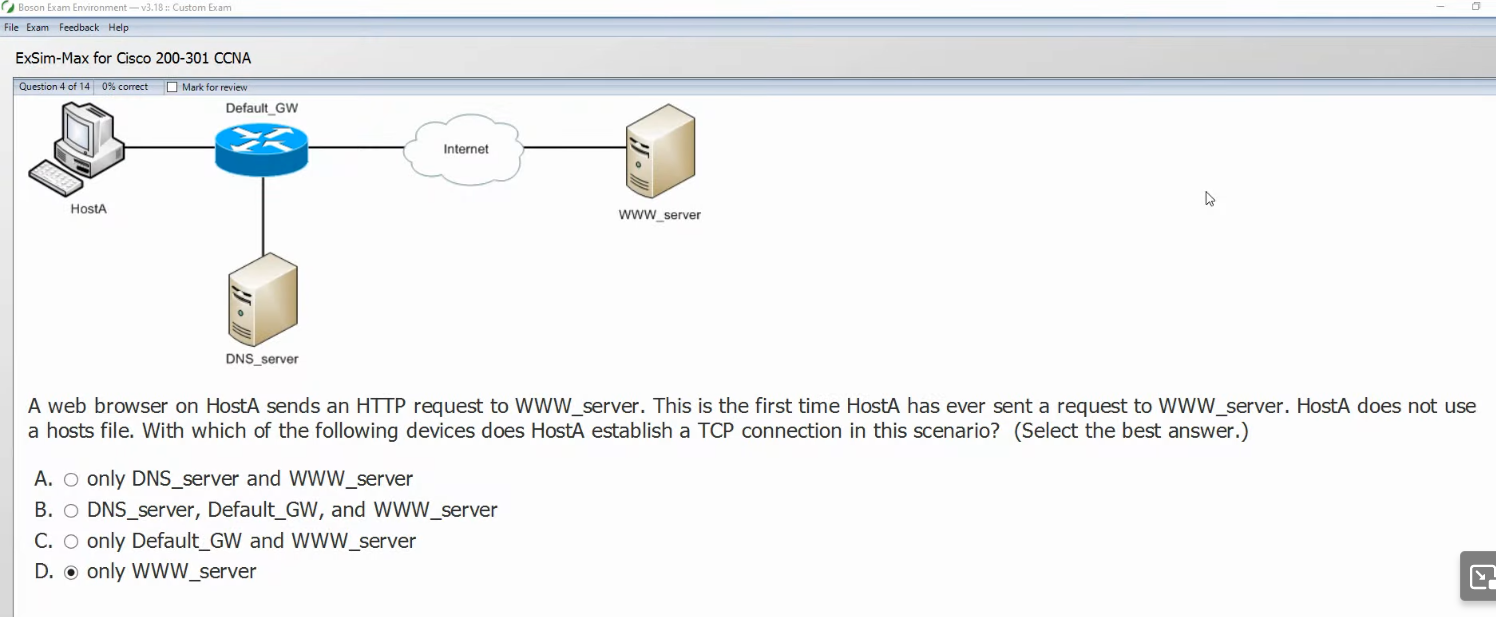 Boson Exam Environment — v3.18 :: Custom Exam
File Exam Feedback Help
ExSim-Max for Cisco 200-301 CCNA
Question 4 of 14 0% correct Mark for review
Default_GW
Internet
HostA
WWW_server
DNS_server
A web browser on HostA sends an HTTP request to WWW_server. This is the first time HostA has ever sent a request to WWW_server. HostA does not use
a hosts file. With which of the following devices does HostA establish a TCP connection in this scenario? (Select the best answer.)
A. only DNS_server and WWW_server
B. DNS_server, Default_GW, and WWW_server
C. only Default_GW and WWW_server
D. only WWW_server